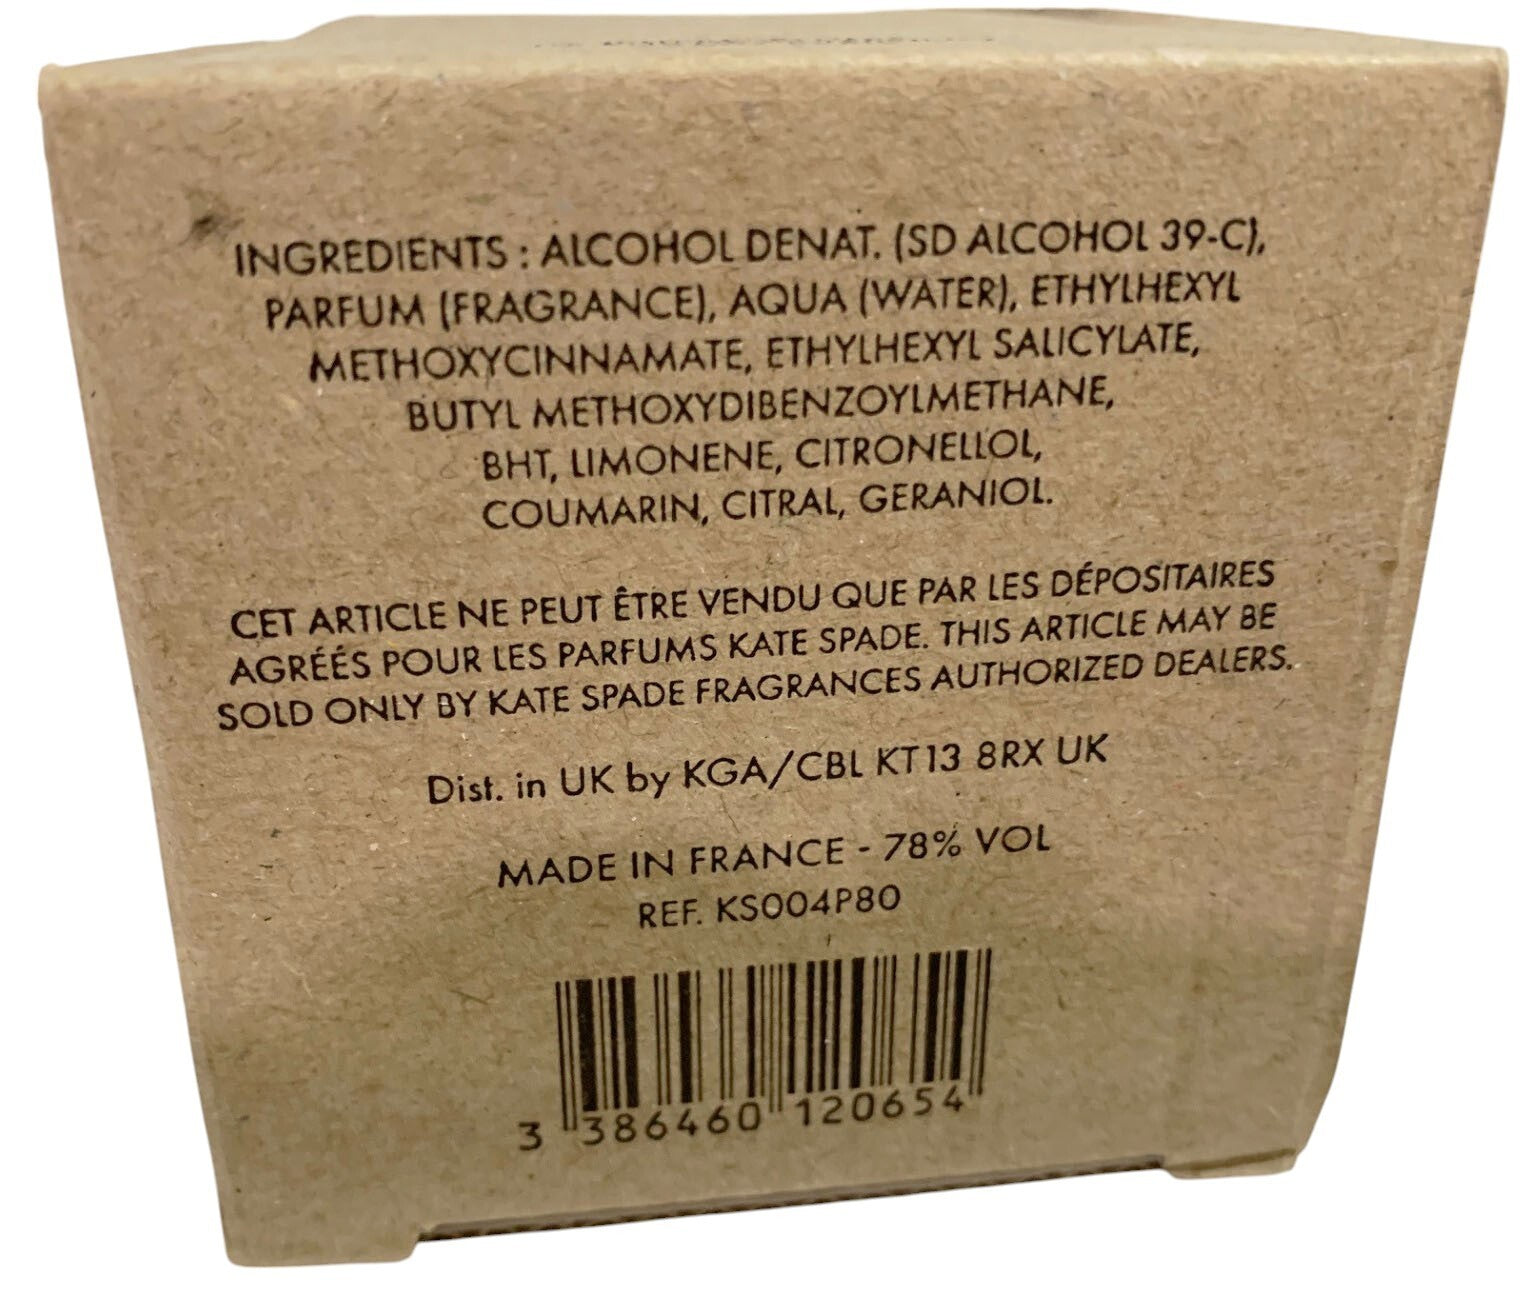 INGREDIENTS : ALCOHOL DENAT. (SD ALCOHOL 39-C),
PARFUM (FRAGRANCE), AQUA (WATER), ETHYLHEXYL
METHOXYCINNAMATE, ETHYLHEXYL SALICYLATE,
BUTYL METHOXYDIBENZOYLMETHANE,
BHT, LIMONENE, CITRONELLOL,
COUMARIN, CITRAL, GERANIOL.
CET ARTICLE NE PEUT ÊTRE VENDU QUE PAR LES DÉPOSITAIRES
AGRÉÉS POUR LES PARFUMS KATE SPADE. THIS ARTICLE MAY BE
SOLD ONLY BY KATE SPADE FRAGRANCES AUTHORIZED DEALERS.
Dist. in UK by KGA/CBL KT13 8RX UK
MADE IN FRANCE - 78% VOL
REF. KS004P80
3 386460 120654